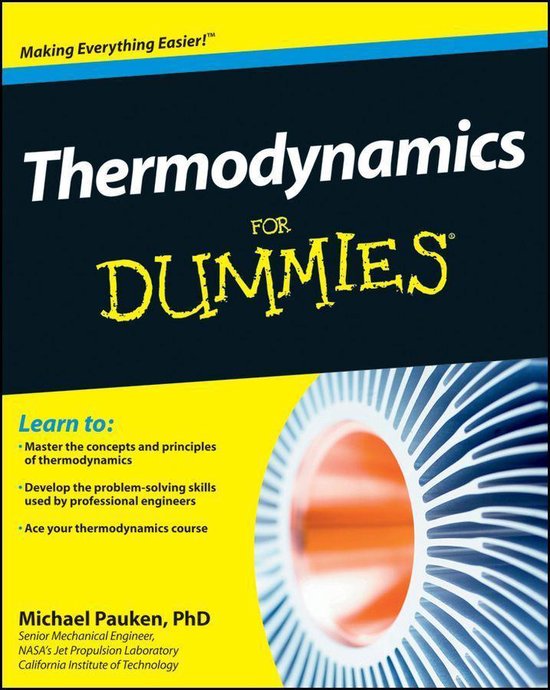 Making Everything Easier!™
Thermodynamics
FOR
DUMMIES®
Learn to:
• Master the concepts and principles
of thermodynamics
• Develop the problem-solving skills
used by professional engineers
• Ace your thermodynamics course
Michael Pauken, PhD
Senior Mechanical Engineer,
NASA's Jet Propulsion Laboratory
California Institute of Technology